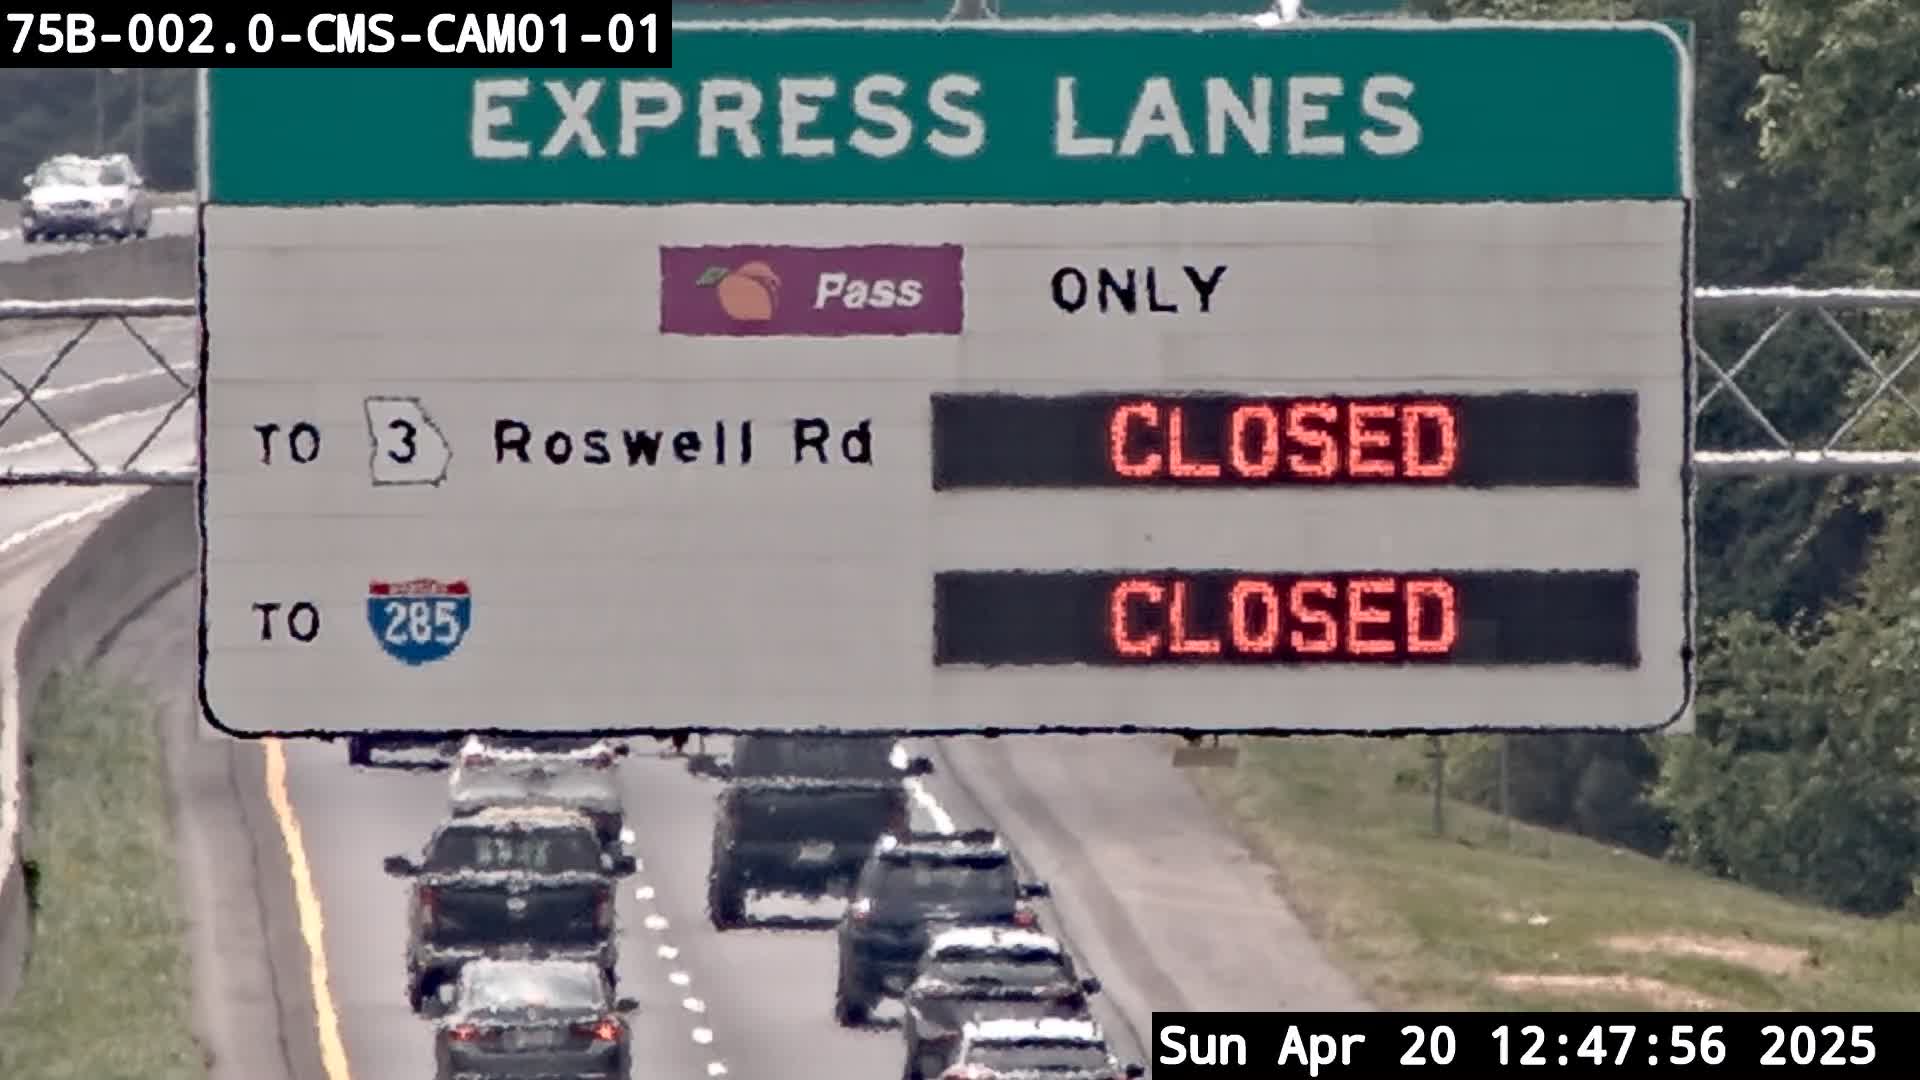 75B-002.0-CMS-CAM01-01
EXPRESS LANES
Pass ONLY
TO 3 Roswell Rd CLOSED
TO 285 CLOSED
Sun Apr 20 12:47:56 2025